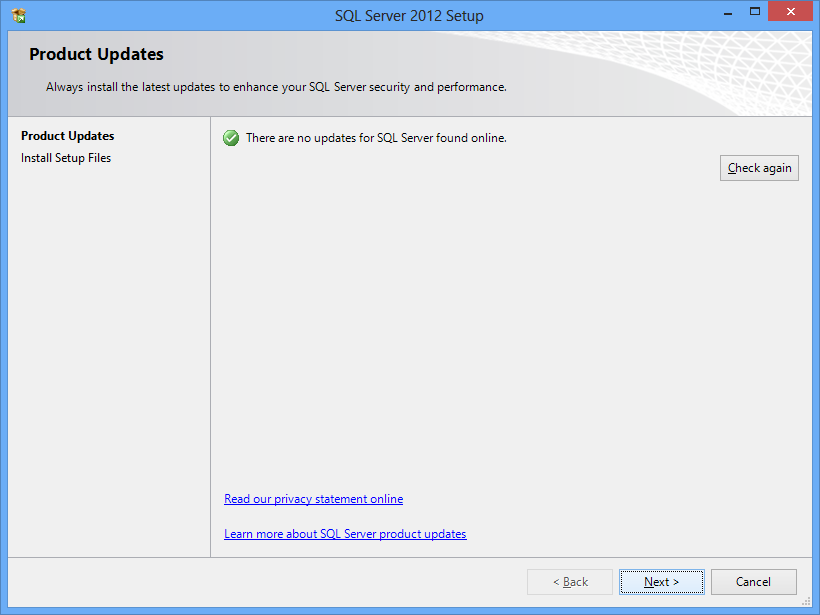 SQL Server 2012 Setup
Product Updates
Always install the latest updates to enhance your SQL Server security and performance.
Product Updates
Install Setup Files
There are no updates for SQL Server found online.
Check again
Read our privacy statement online
Learn more about SQL Server product updates
< Back
Next >
Cancel